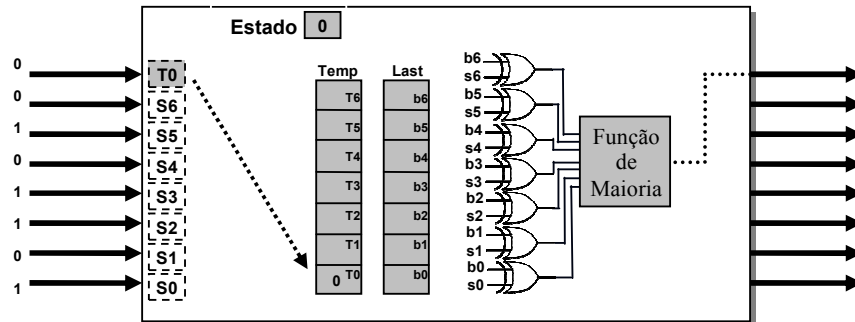 Estado 0
Temp Last
0
0
1
0
1
1
0
1
T0
S6
S5
S4
S3
S2
S1
S0
T6
T5
T4
T3
T2
T1
0 T0
b6
b5
b4
b3
b2
b1
b0
b6
s6
b5
s5
b4
s4
b3
s3
b2
s2
b1
s1
b0
s0
Função
de
Maioria